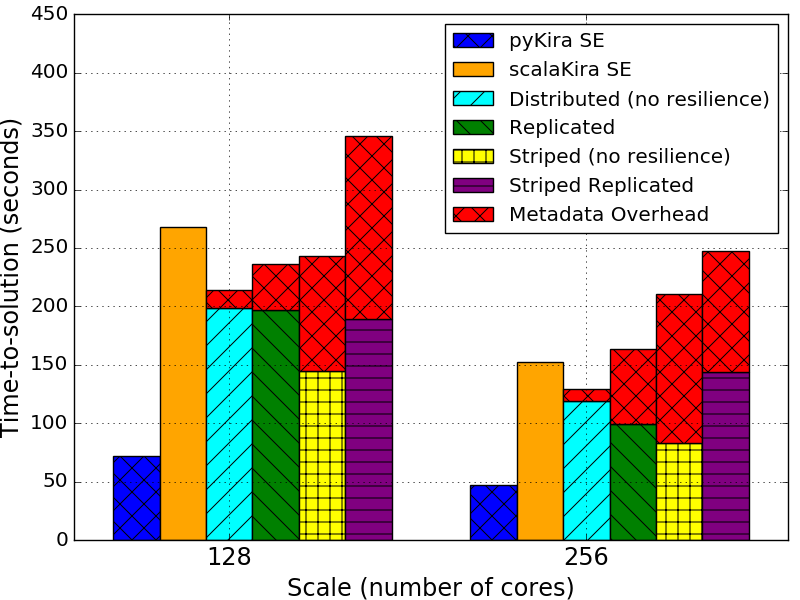 450
400
350
300
250
200
150
100
50
0
Time-to-solution (seconds)
pyKira SE
scalaKira SE
Distributed (no resilience)
Replicated
Striped (no resilience)
Striped Replicated
Metadata Overhead
128
256
Scale (number of cores)